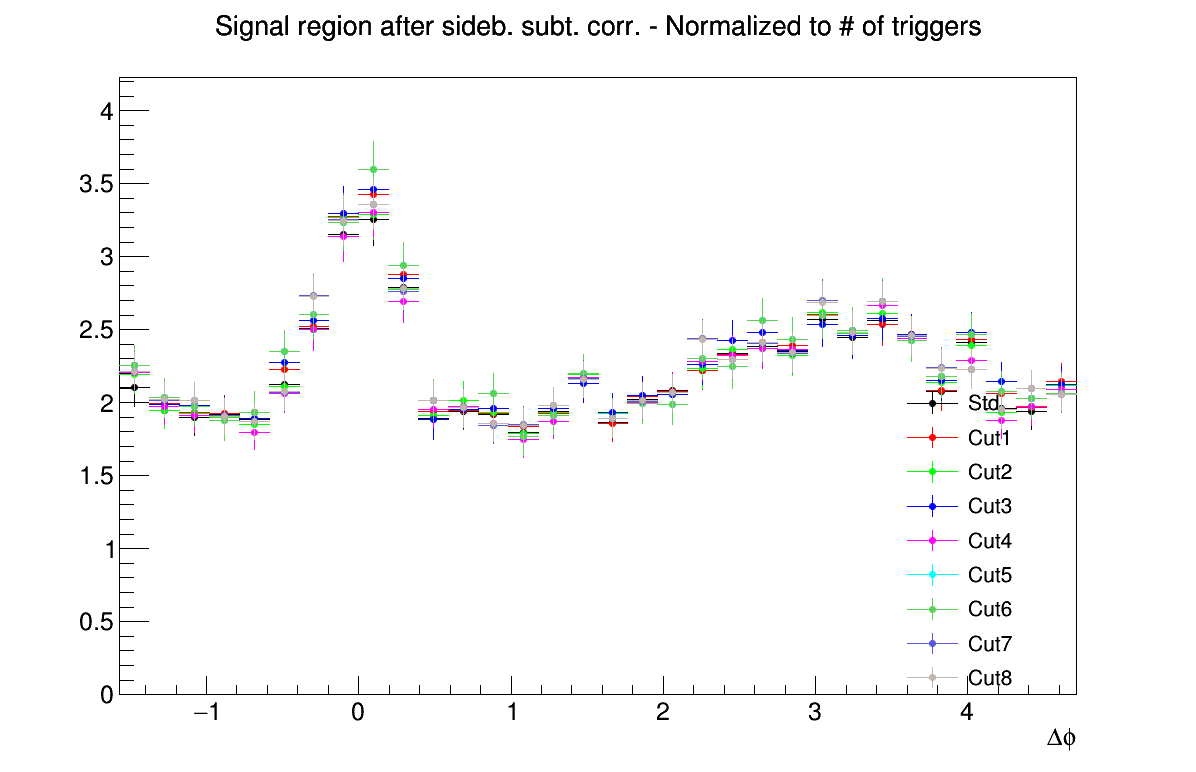 Signal region after sideb. subt. corr. - Normalized to # of triggers
4
3.5
3
2.5
2
1.5
1
0.5
0
Std
Cut1
Cut2
Cut3
Cut4
Cut5
Cut6
Cut7
Cut8
−1 0 1 2 3 4
Δϕ